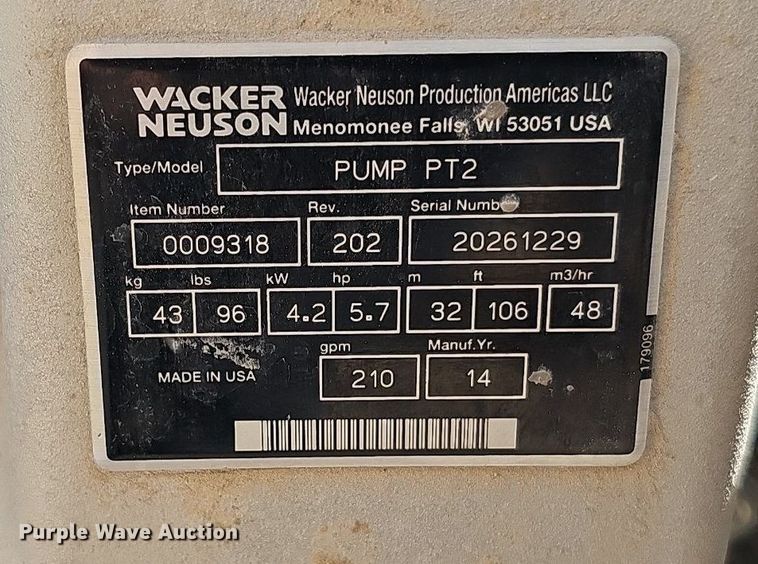 WACKER NEUSON Wacker Neuson Production Americas LLC
Menomonee Falls, WI 53051 USA
Type/Model PUMP PT2
Item Number Rev. Serial Numb
0009318 202 20261229
kg lbs kW hp m ft m3/hr
43 96 4.2 5.7 32 106 48
gpm Manuf.Yr.
MADE IN USA 210 14
179096
Purple Wave Auction